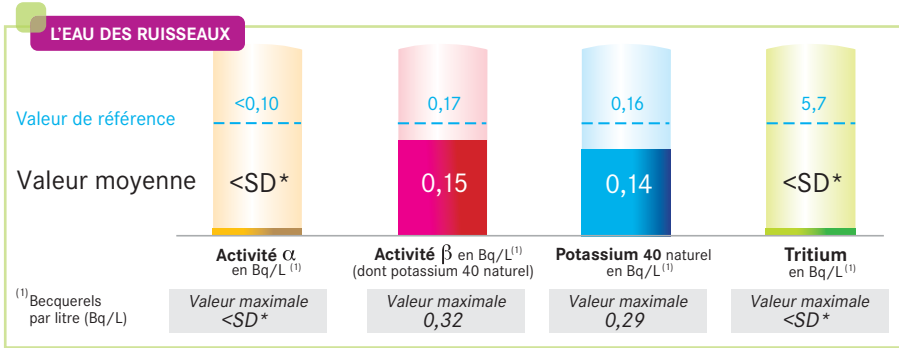 L'EAU DES RUISSEAUX
Valeur de référence
<0,10
0,17
0,16
5,7
Valeur moyenne
<SD*
0,15
0,14
<SD*
Activité α
en Bq/L (1)
Activité β en Bq/L(1)
(dont potassium 40 naturel)
Potassium 40 naturel
en Bq/L(1)
Tritium
en Bq/L(1)
(1) Becquerels
par litre (Bq/L)
Valeur maximale
<SD*
Valeur maximale
0,32
Valeur maximale
0,29
Valeur maximale
<SD*